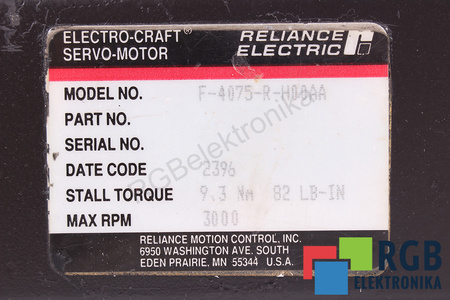 ELECTRO-CRAFT® RELIANCE
SERVO-MOTOR ELECTRIC
MODEL NO. F-4075-R-H00AA
PART NO.
SERIAL NO.
DATE CODE 2396
STALL TORQUE 9.3 NM 82 LB-IN
MAX RPM 3000
RELIANCE MOTION CONTROL, INC.
6950 WASHINGTON AVE. SOUTH
EDEN PRAIRIE, MN 55344 U.S.A.
RGBelektronika
RGB
ELEKTRONIKA